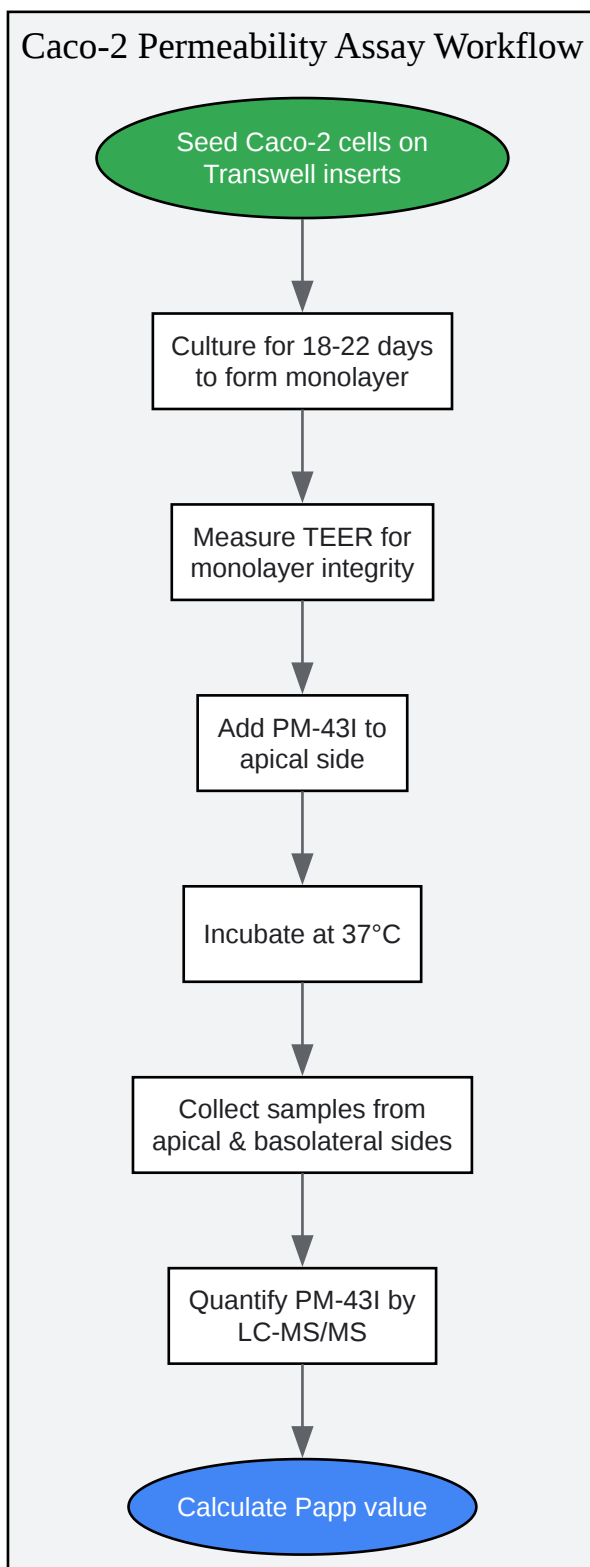 Caco-2 Permeability Assay Workflow
Seed Caco-2 cells on
Transwell inserts
Culture for 18-22 days
to form monolayer
Measure TEER for
monolayer integrity
Add PM-43I to
apical side
Incubate at 37°C
Collect samples from
apical & basolateral sides
Quantify PM-43I by
LC-MS/MS
Calculate Papp value